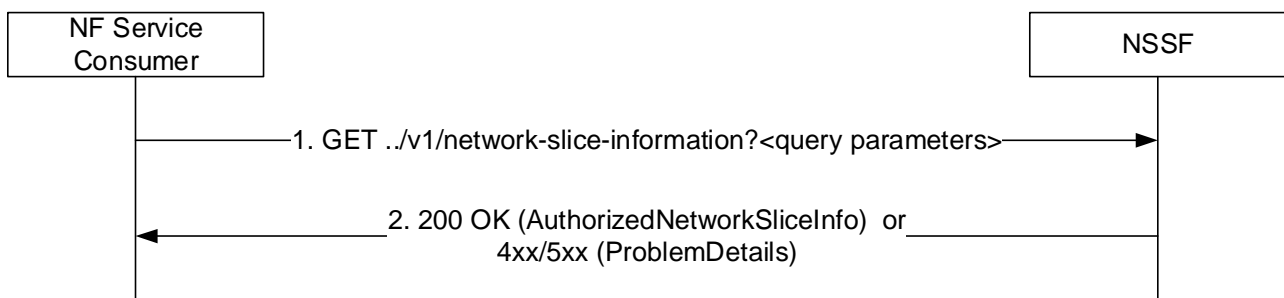 NF Service
Consumer
NSSF
1. GET ../v1/network-slice-information?<query parameters>
2. 200 OK (AuthorizedNetworkSliceInfo)  or
4xx/5xx (ProblemDetails)